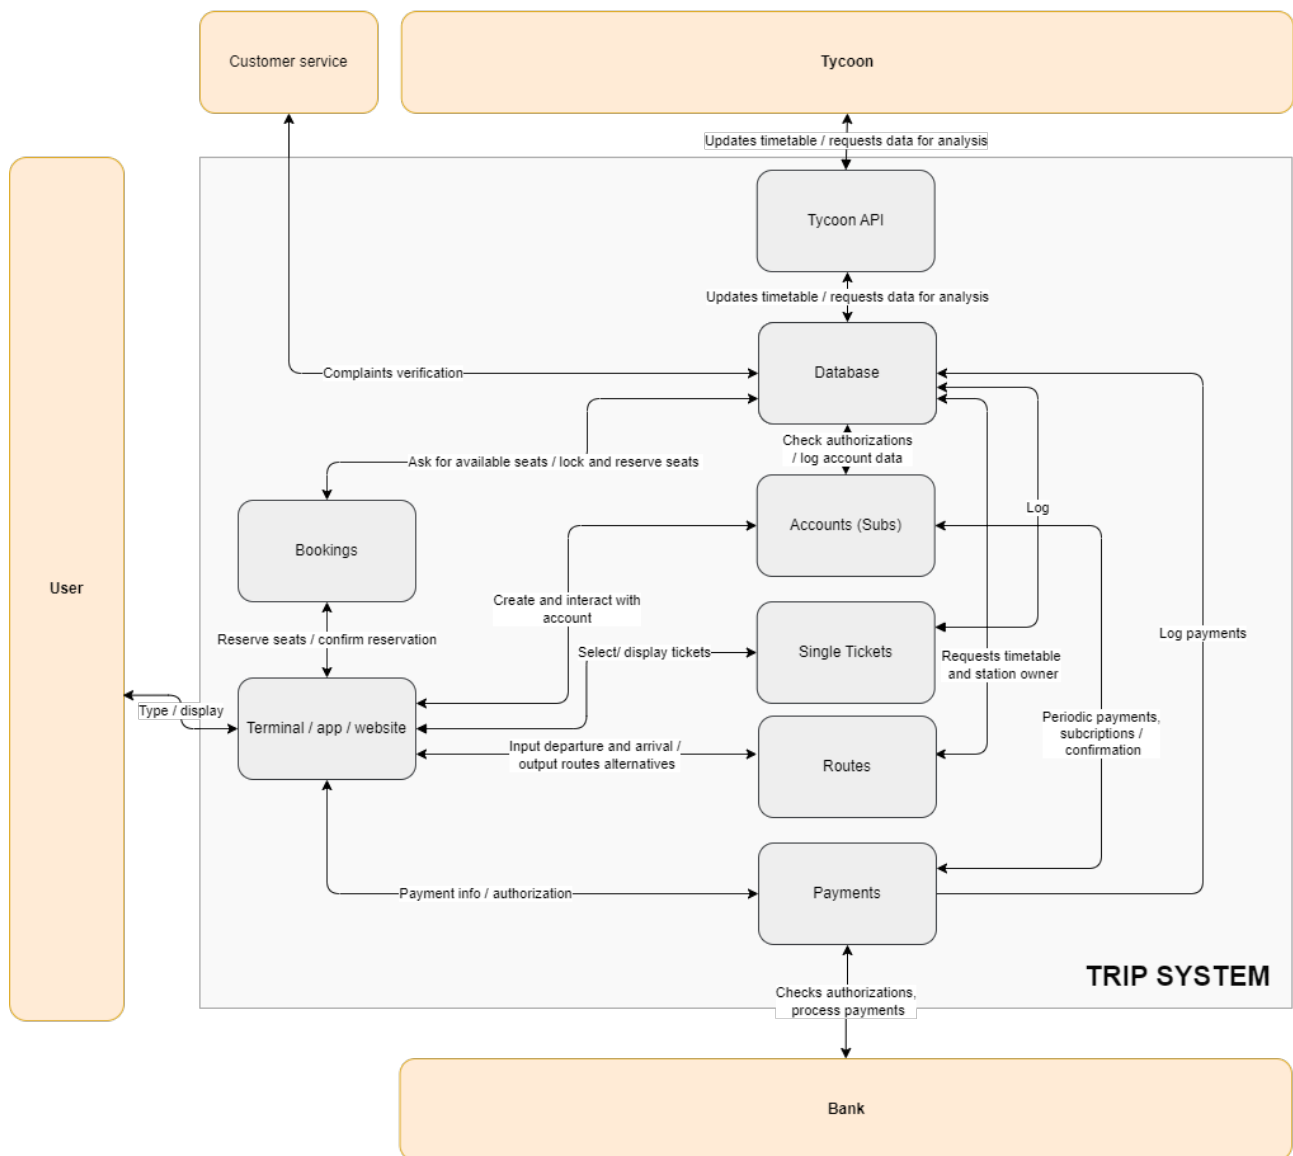 Customer service
Tycoon
Updates timetable / requests data for analysis
Tycoon API
Updates timetable / requests data for analysis
Database
Complaints verification
Check authorizations
/ log account data
Ask for available seats / lock and reserve seats
Log
Accounts (Subs)
Bookings
User
Create and interact with
account
Log payments
Reserve seats / confirm reservation
Select/ display tickets
Single Tickets
Requests timetable
and station owner
Type / display
Terminal / app / website
Periodic payments,
subcriptions /
confirmation
Input departure and arrival /
output routes alternatives
Routes
Payment info / authorization
Payments
TRIP SYSTEM
Checks authorizations,
process payments
Bank